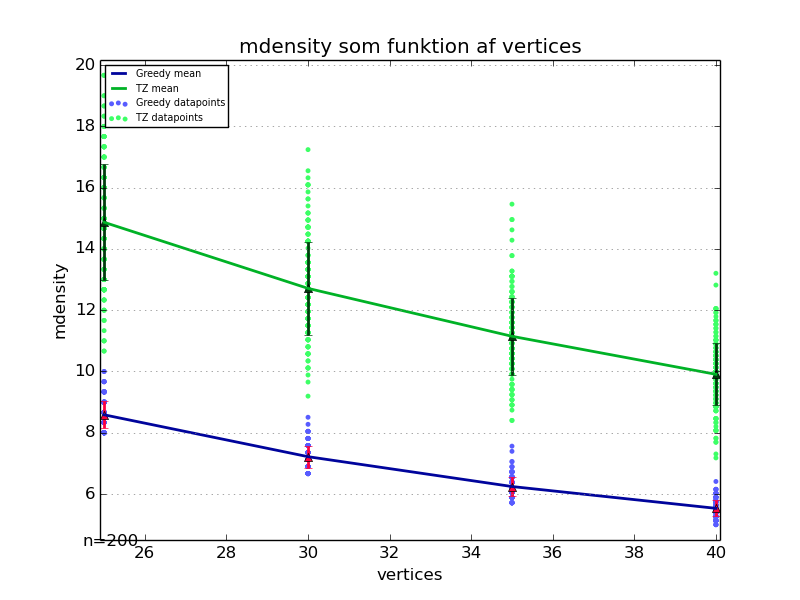 mdensity som funktion af vertices
Greedy mean
TZ mean
Greedy datapoints
TZ datapoints
20
18
16
14
12
10
8
6
mdensity
n=200
26
28
30
32
34
36
38
40
vertices